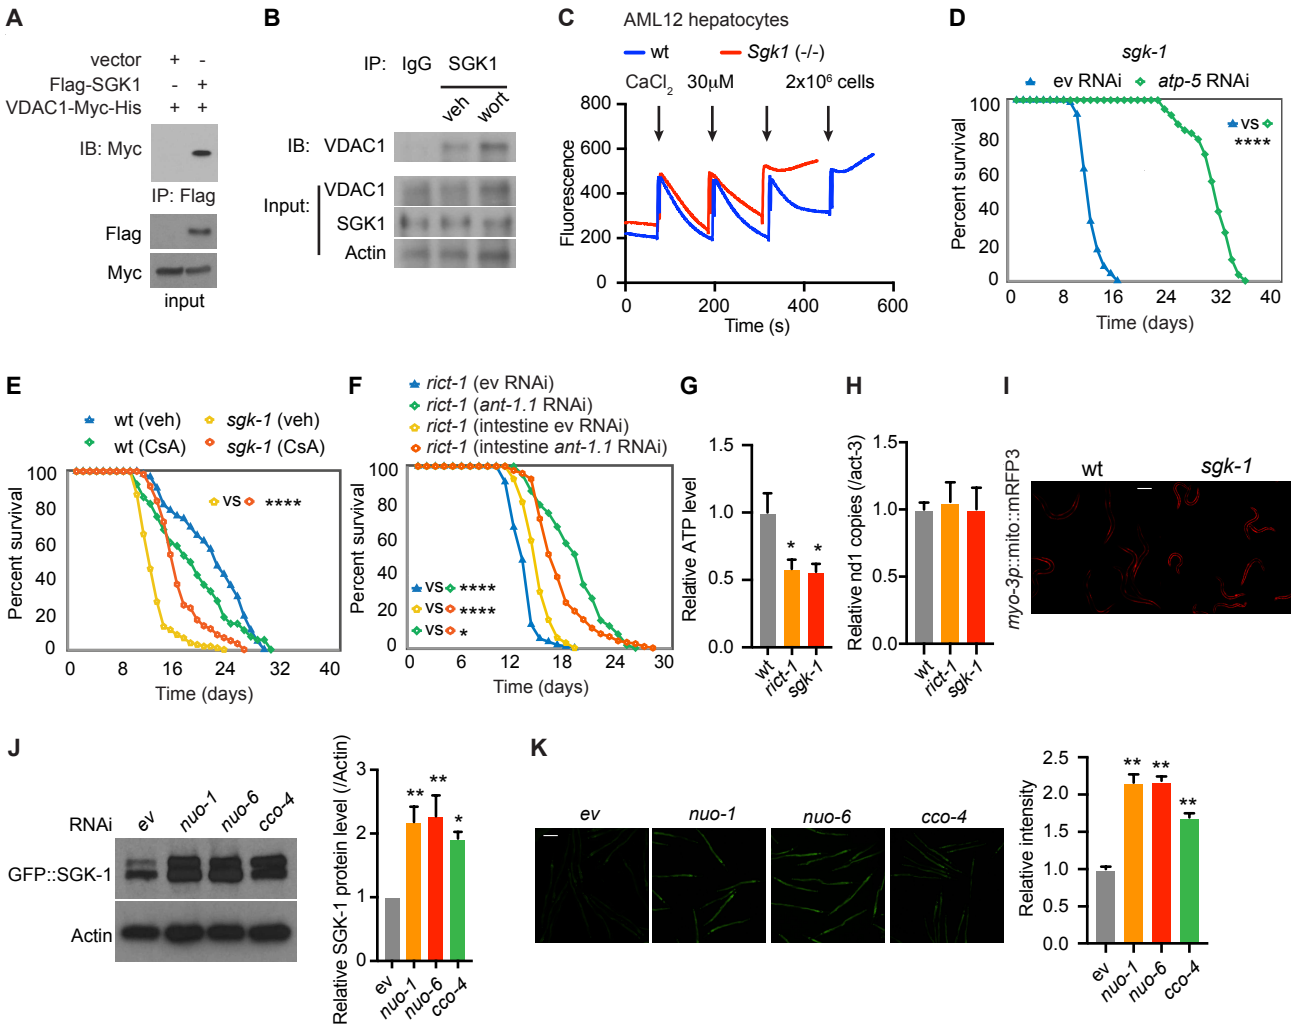 A
vector + -
Flag-SGK1 - +
VDAC1-Myc-His + +
IB: Myc
IP: Flag
Flag
Myc
input
B
IP: IgG SGK1
veh wort
IB: VDAC1
Input: VDAC1
SGK1
Actin
C
AML12 hepatocytes
wt Sgk1 (-/-)
CaCl2 30µM 2x10⁶ cells
800
600
400
200
0
Fluorescence
0 200 400 600
Time (s)
D
sgk-1
ev RNAi atp-5 RNAi
vs
****
100
80
60
40
20
0
Percent survival
0 8 16 24 32 40
Time (days)
E
wt (veh) sgk-1 (veh)
wt (CsA) sgk-1 (CsA)
vs ****
100
80
60
40
20
0
Percent survival
0 8 16 24 32 40
Time (days)
F
rict-1 (ev RNAi)
rict-1 (ant-1.1 RNAi)
rict-1 (intestine ev RNAi)
rict-1 (intestine ant-1.1 RNAi)
100
80
60
40
20
0
Percent survival
vs ****
vs ****
vs *
0 6 12 18 24 30
Time (days)
G
Relative ATP level
1.5
1.0
0.5
0.0
* *
wt rict-1 sgk-1
H
Relative nd1 copies (/act-3)
1.5
1.0
0.5
0.0
wt rict-1 sgk-1
I
wt sgk-1
myo-3p::mito::mRFP3
J
RNAi ev nuo-1 nuo-6 cco-4
GFP::SGK-1
Actin
Relative SGK-1 protein level (/Actin)
3
2
1
0
** ** *
ev nuo-1 nuo-6 cco-4
K
ev nuo-1 nuo-6 cco-4
Relative intensity
2.5
2.0
1.5
1.0
0.5
0.0
** ** **
ev nuo-1 nuo-6 cco-4